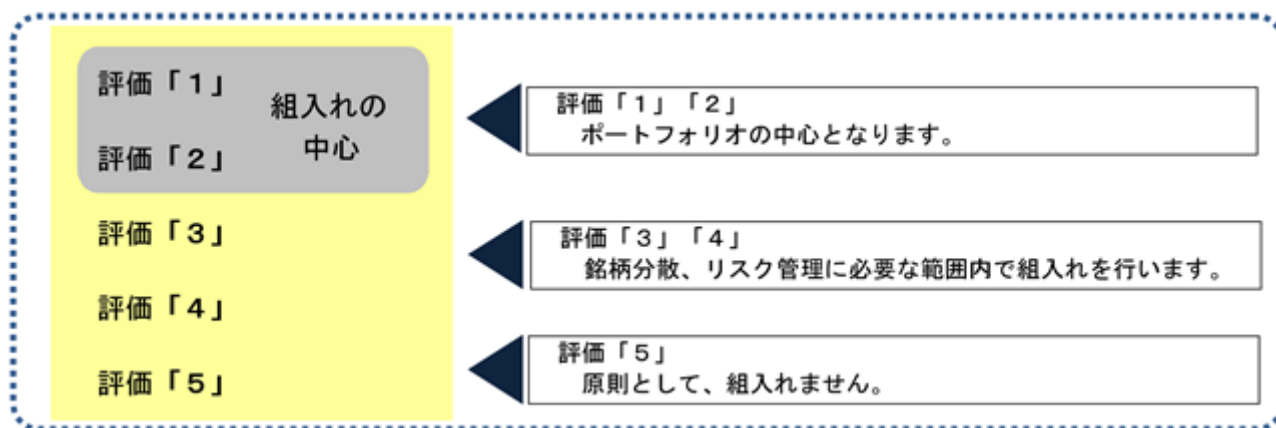 評価「１」
評価「２」
組入れの
中心
評価「３」
評価「４」
評価「５」
評価「１」「２」
ポートフォリオの中心となります。
評価「３」「４」
銘柄分散、リスク管理に必要な範囲内で組入れを行います。
評価「５」
原則として、組入れません。